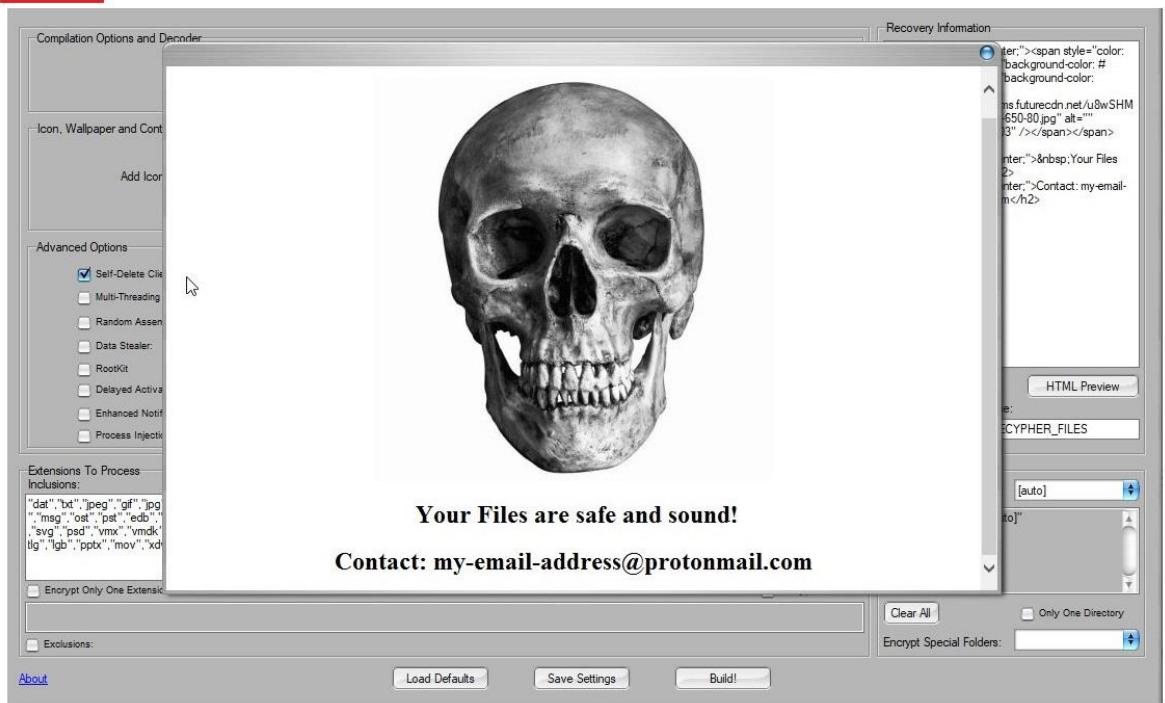 Compilation Options and Decoder
Icon, Wallpaper and Cont
Add Icon
Advanced Options
Self-Delete Clie
Multi-Threading
Random Assem
Data Stealer:
RootKit
Delayed Activa
Enhanced Notif
Process Injectio
Extensions To Process
Inclusions:
"dat","txt","jpeg","gif","jpg
","msg","ost","pst","edb","
,"svg","psd","vmx","vmdk"
tlg","lgb","pptx","mov","xdv
Encrypt Only One Extensio
Exclusions:
About
Your Files are safe and sound!
Contact: my-email-address@protonmail.com
Load Defaults
Save Settings
Build!
Recovery Information
ter;"><span style="color:
"background-color: #
"background-color:
ms.futurecdn.net/u8wSHM
-650-80.jpg" alt=""
33" /></span></span>
nter;">&nbsp;Your Files
2>
nter;">Contact: my-email-
m</h2>
HTML Preview
e:
ECYPHER_FILES
[auto]
to]"
Clear All
Only One Directory
Encrypt Special Folders: